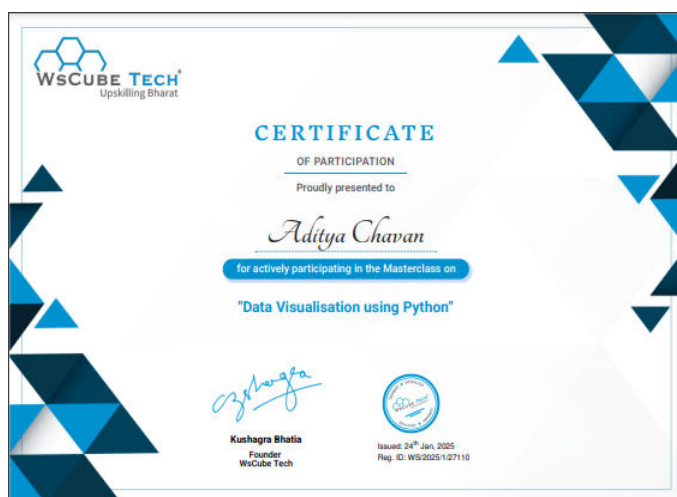 WsCube Tech
Upskilling Bharat
CERTIFICATE
OF PARTICIPATION
Proudly presented to
Aditya Chavan
for actively participating in the Masterclass on
"Data Visualisation using Python"
Kushagra Bhatia
Founder
WsCube Tech
WsCube Tech
Issued: 24th Jan, 2025
Reg. ID: WS/2025/1/27110